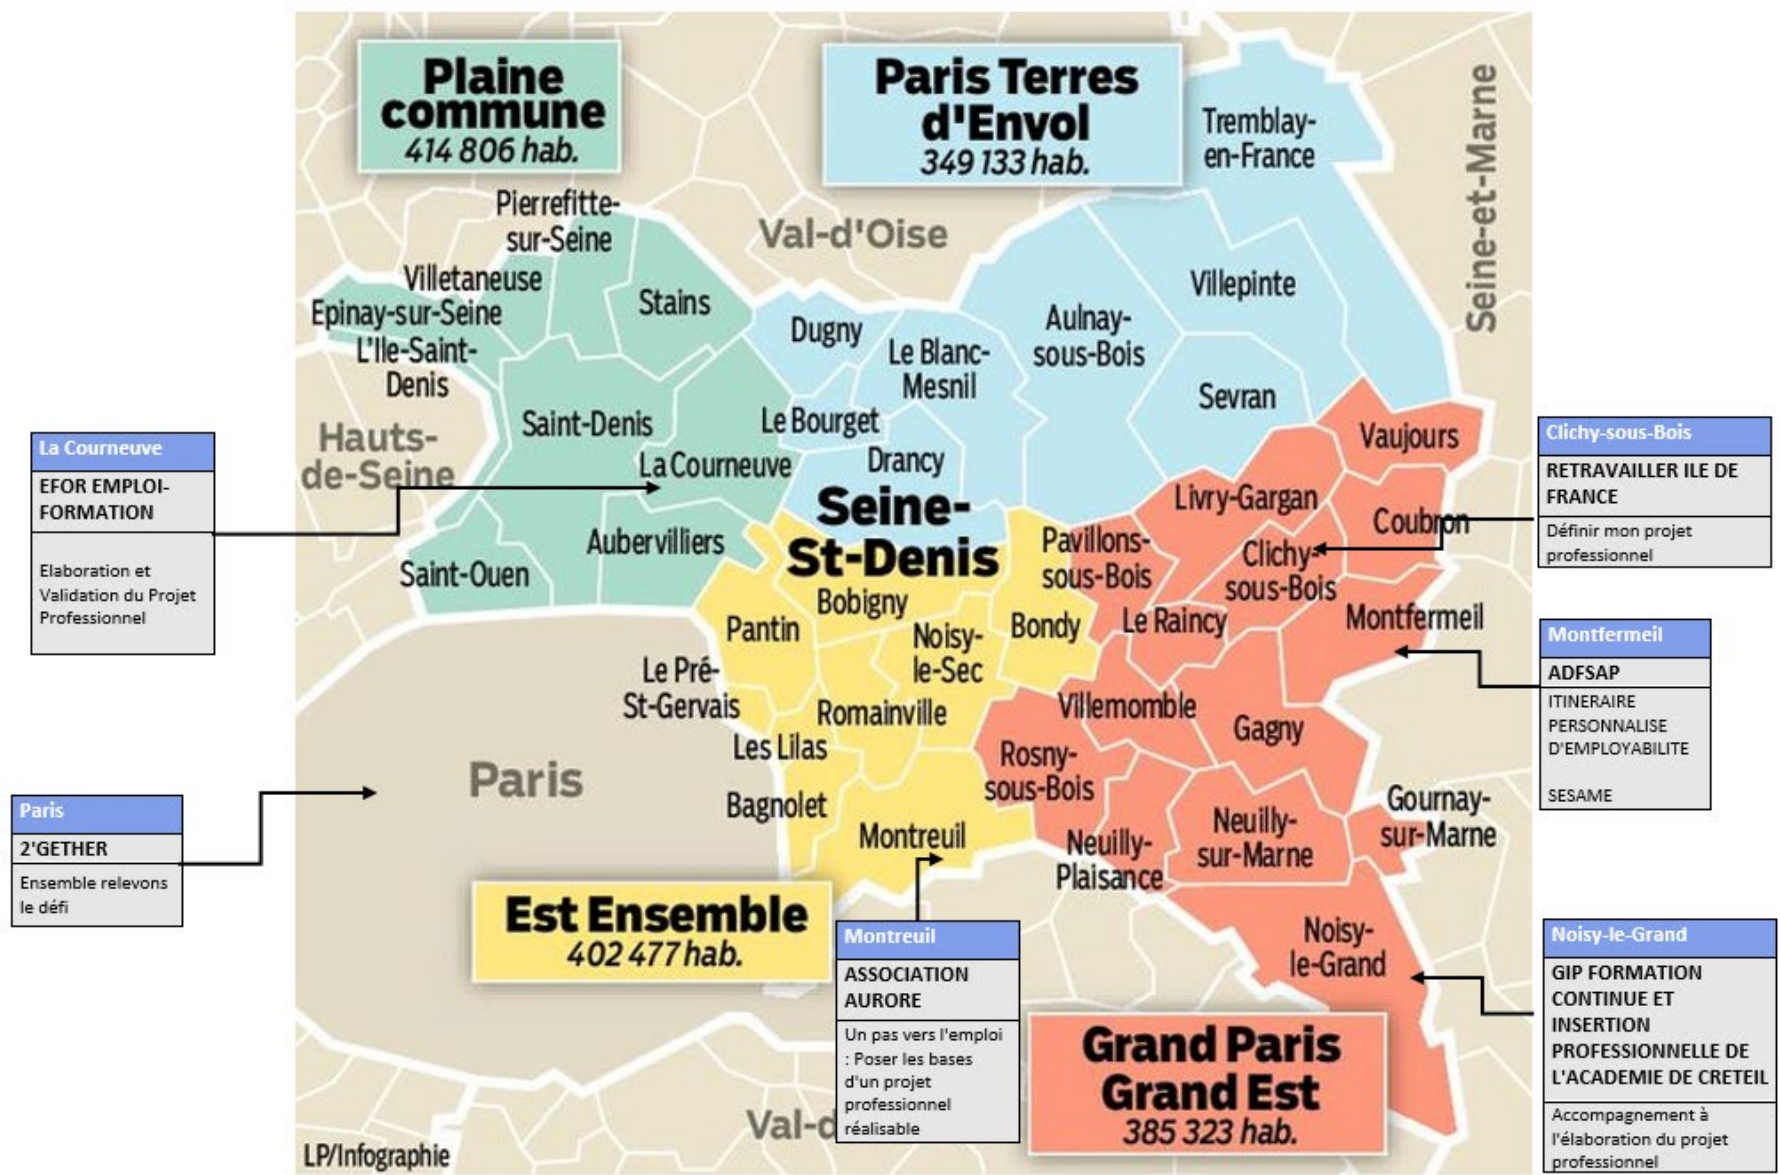 Plaine
commune
414 806 hab.
Paris Terres
d'Envol
349 133 hab.
Tremblay-
en-France
Seine-et-Marne
Pierrefitte-
sur-Seine
Val-d'Oise
Villetaneuse
Epinay-sur-Seine
L'Ile-Saint-
Denis
Stains
Dugny
Le Blanc-
Mesnil
Aulnay-
sous-Bois
Villepinte
Sevran
Saint-Denis
Le Bourget
Drancy
La Courneuve
Hauts-
de-Seine
Vaujours
Livry-Gargan
Coubron
Seine-
St-Denis
Aubervilliers
Saint-Ouen
Pavillons-
sous-Bois
Clichy-
sous-Bois
Bobigny
Pantin
Noisy-
le-Sec
Bondy
Le Raincy
Montfermeil
Le Pré-
St-Gervais
Romainville
Villemomble
Gagny
Les Lilas
Rosny-
sous-Bois
Paris
Bagnolet
Montreuil
Neuilly-
Plaisance
Neuilly-
sur-Marne
Gournay-
sur-Marne
Noisy-
le-Grand
Est Ensemble
402 477 hab.
Grand Paris
Grand Est
385 323 hab.
Val-d
LP/Infographie
La Courneuve
EFOR EMPLOI-
FORMATION
Elaboration et
Validation du Projet
Professionnel
Paris
2'GETHER
Ensemble relevons
le défi
Montreuil
ASSOCIATION
AURORE
Un pas vers l'emploi
: Poser les bases
d'un projet
professionnel
réalisable
Clichy-sous-Bois
RETRAVAILLER ILE DE
FRANCE
Définir mon projet
professionnel
Montfermeil
ADFSAP
ITINERAIRE
PERSONNALISE
D'EMPLOYABILITE
SESAME
Noisy-le-Grand
GIP FORMATION
CONTINUE ET
INSERTION
PROFESSIONNELLE DE
L'ACADEMIE DE CRETEIL
Accompagnement à
l'élaboration du projet
professionnel